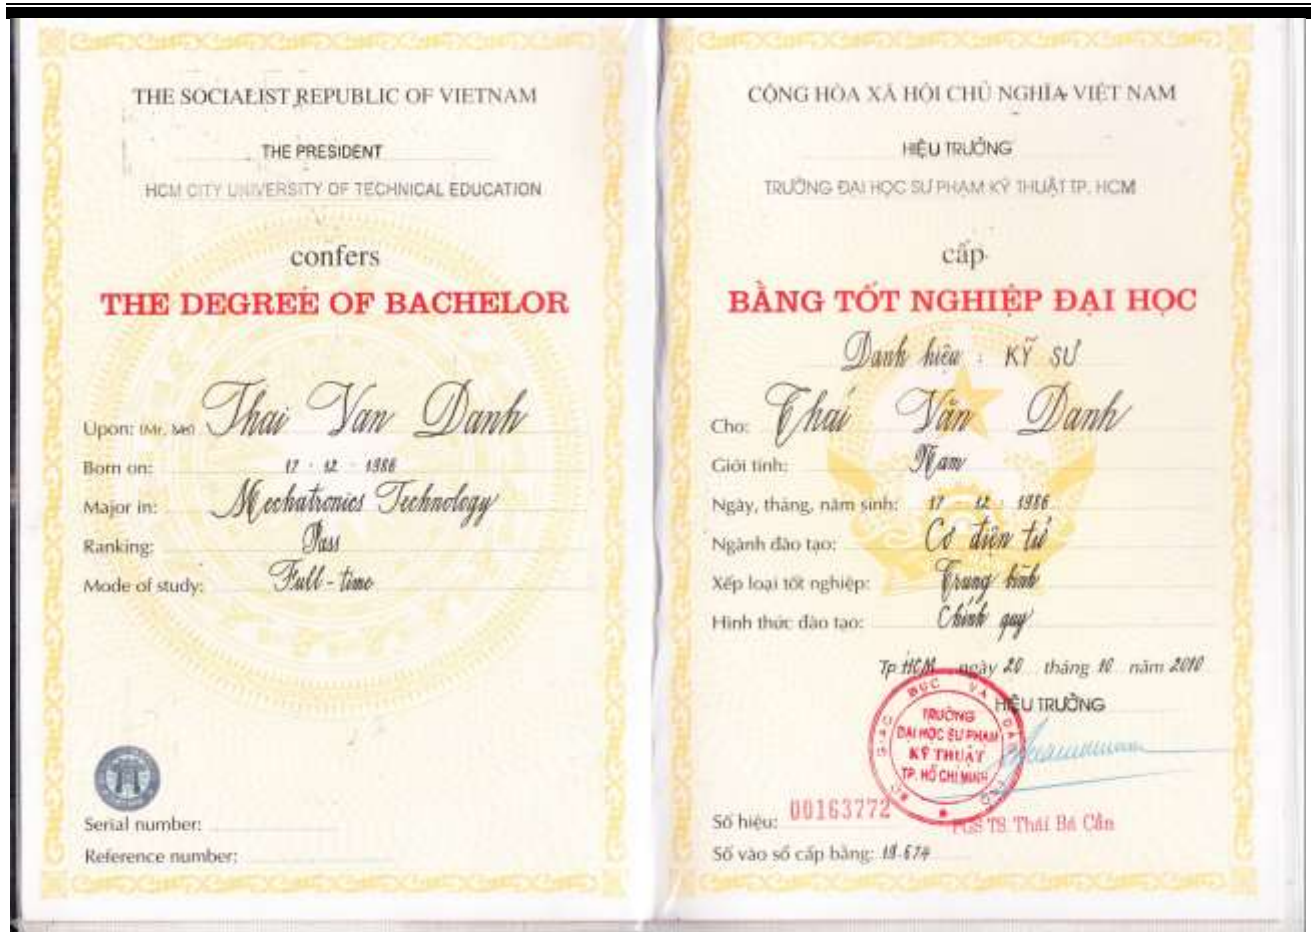 THE SOCIALIST REPUBLIC OF VIETNAM
THE PRESIDENT
HCM CITY UNIVERSITY OF TECHNICAL EDUCATION
confers
THE DEGREE OF BACHELOR
Upon: (Mr, Ms) Thai Van Danh
Born on: 17 - 12 - 1986
Major in: Mechatronics Technology
Ranking: Pass
Mode of study: Full - time
Serial number:
Reference number:
CỘNG HÒA XÃ HỘI CHỦ NGHĨA VIỆT NAM
HIỆU TRƯỞNG
TRƯỜNG ĐẠI HỌC SƯ PHẠM KỸ THUẬT TP. HCM
cấp
BẰNG TỐT NGHIỆP ĐẠI HỌC
Danh hiệu : KỸ SƯ
Cho: Thái Văn Danh
Giới tính: Nam
Ngày, tháng, năm sinh: 17 - 12 - 1986
Ngành đào tạo: Cơ điện tử
Xếp loại tốt nghiệp: Trung bình
Hình thức đào tạo: Chính quy
Tp.HCM ngày 20 tháng 10 năm 2010
HIỆU TRƯỞNG
BỘ GIÁO DỤC VÀ ĐÀO TẠO
TRƯỜNG
ĐẠI HỌC SƯ PHẠM
KỸ THUẬT
TP. HỒ CHÍ MINH
Số hiệu: 00163772
PGS TS. Thái Bá Cần
Số vào sổ cấp bằng: